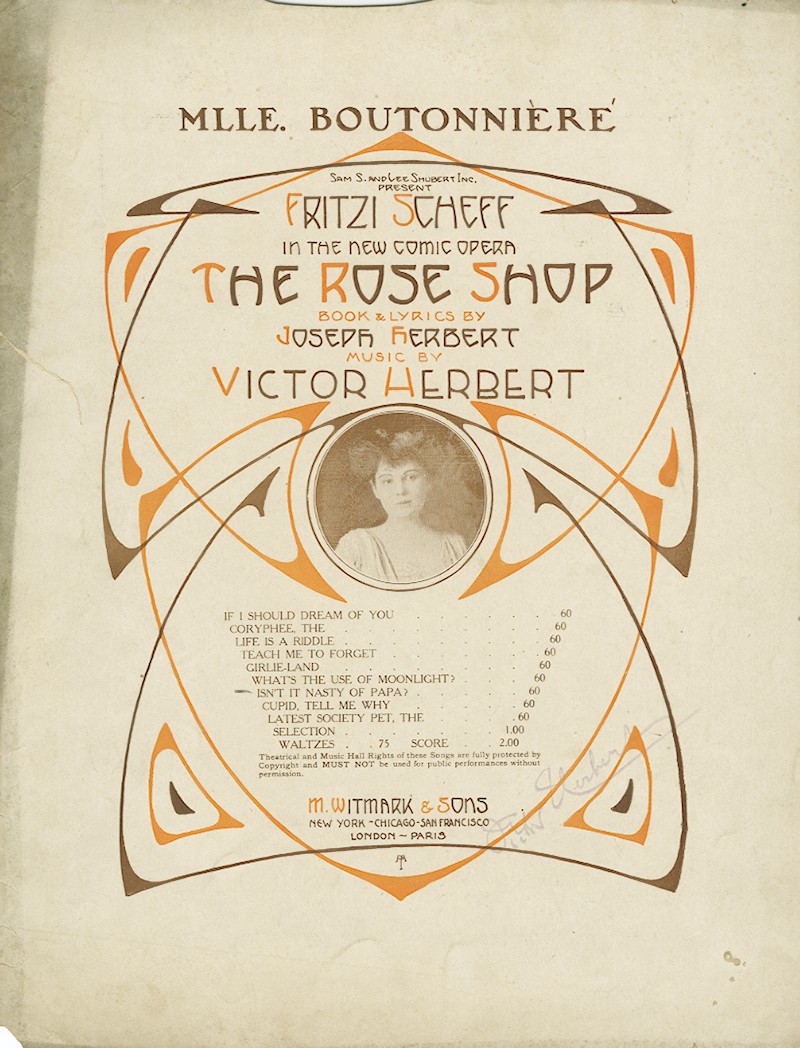 MLLE. BOUTONNIÈRÉ
SAM S. AND LEE SHUBERT INC.
PRESENT
FRITZI SCHEFF
IN THE NEW COMIC OPERA
THE ROSE SHOP
BOOK & LYRICS BY
JOSEPH HERBERT
MUSIC BY
VICTOR HERBERT
IF I SHOULD DREAM OF YOU . . . . . . . . 60
CORYPHEE, THE . . . . . . . . . . 60
LIFE IS A RIDDLE . . . . . . . . . 60
TEACH ME TO FORGET . . . . . . . 60
GIRLIE-LAND . . . . . . . . . 60
WHAT'S THE USE OF MOONLIGHT? . . . . 60
ISN'T IT NASTY OF PAPA? . . . . . . 60
CUPID, TELL ME WHY . . . . . . 60
LATEST SOCIETY PET, THE . . . . . 60
SELECTION . . . . . . . . 1.00
WALTZES . . 75 SCORE . . . 2.00
Theatrical and Music Hall Rights of these Songs are fully protected by
Copyright and MUST NOT be used for public performances without
permission.
M. WITMARK & SONS
NEW YORK - CHICAGO - SAN FRANCISCO
LONDON - PARIS
Victor Herbert